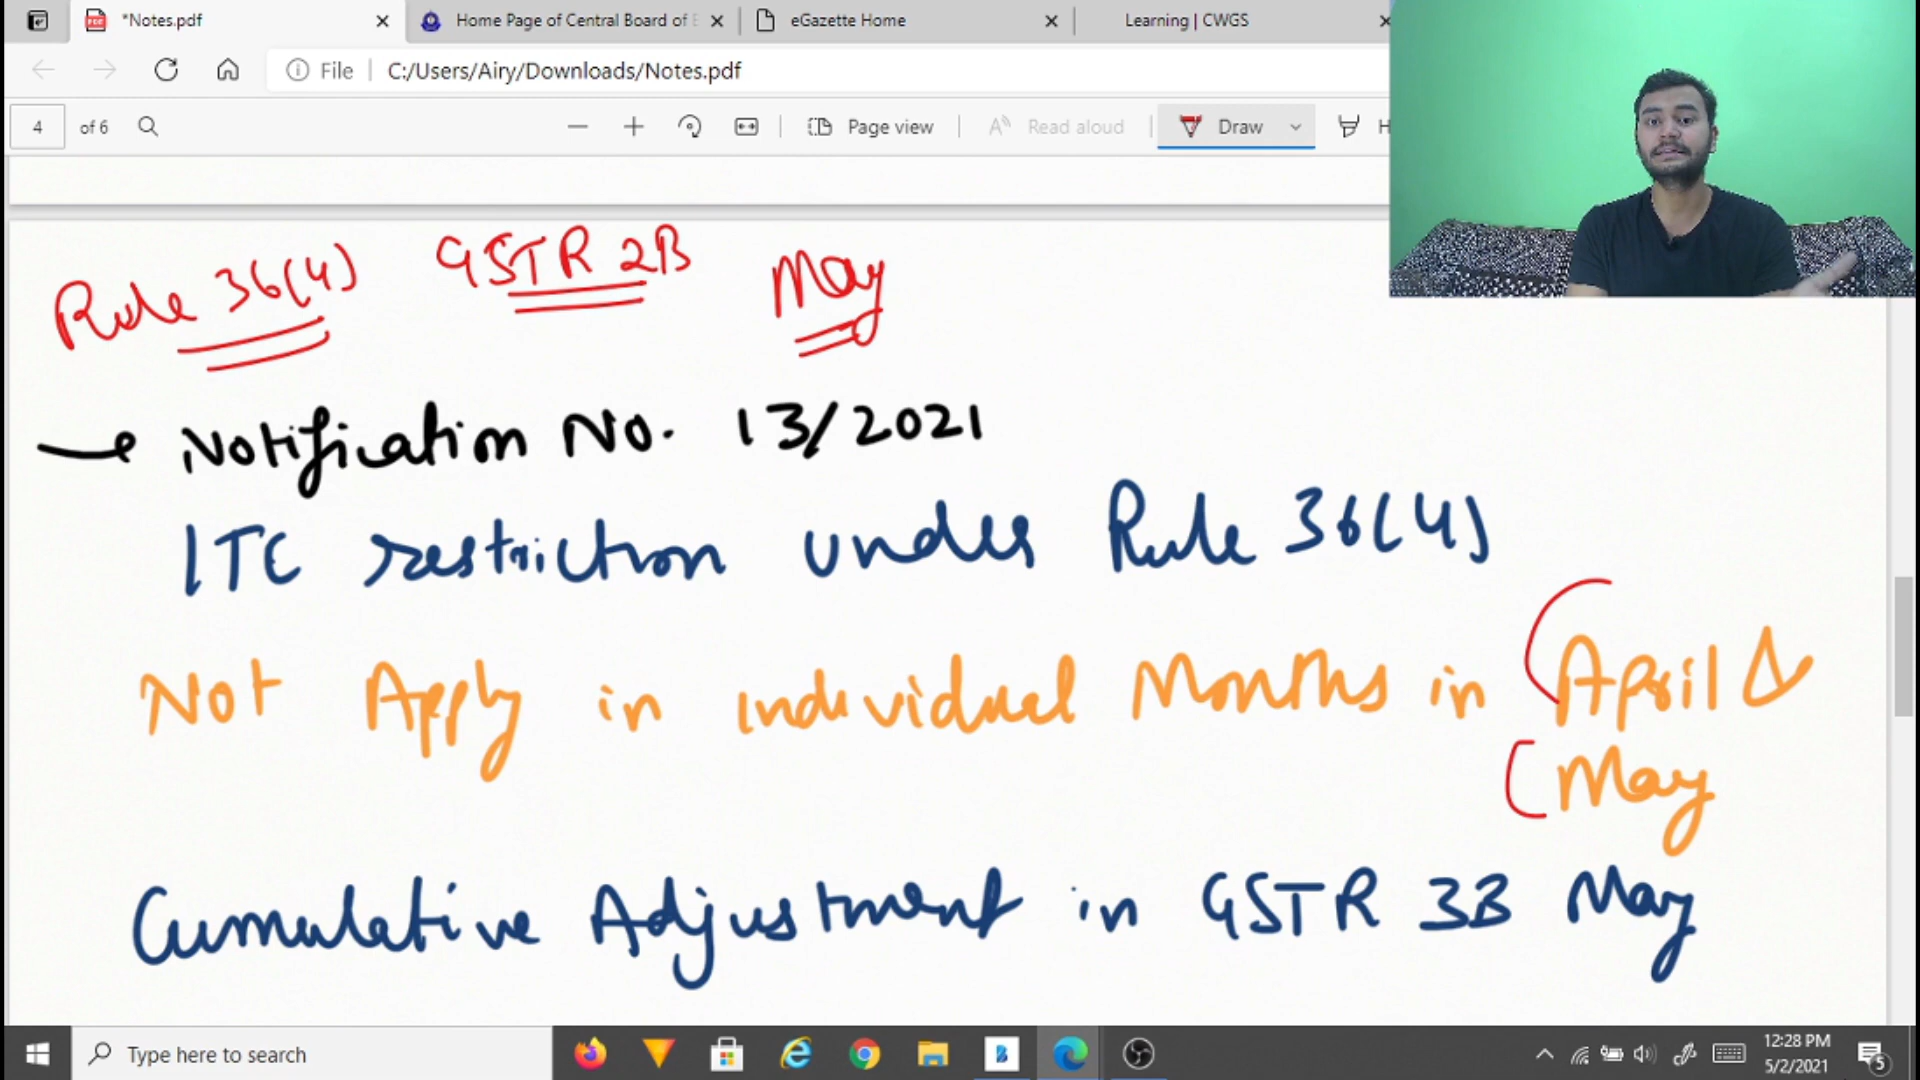 *Notes.pdf Home Page of Central Board of E eGazette Home Learning | CWGS
File C:/Users/Airy/Downloads/Notes.pdf
4 of 6 Page view Read aloud Draw H
Rule 36(4) GSTR 2B May
Notification No. 13/2021
ITC restriction under Rule 36(4)
Not Apply in individual Months in April &
May
Cumulative Adjustment in GSTR 3B May
Type here to search
12:28 PM
5/2/2021
5